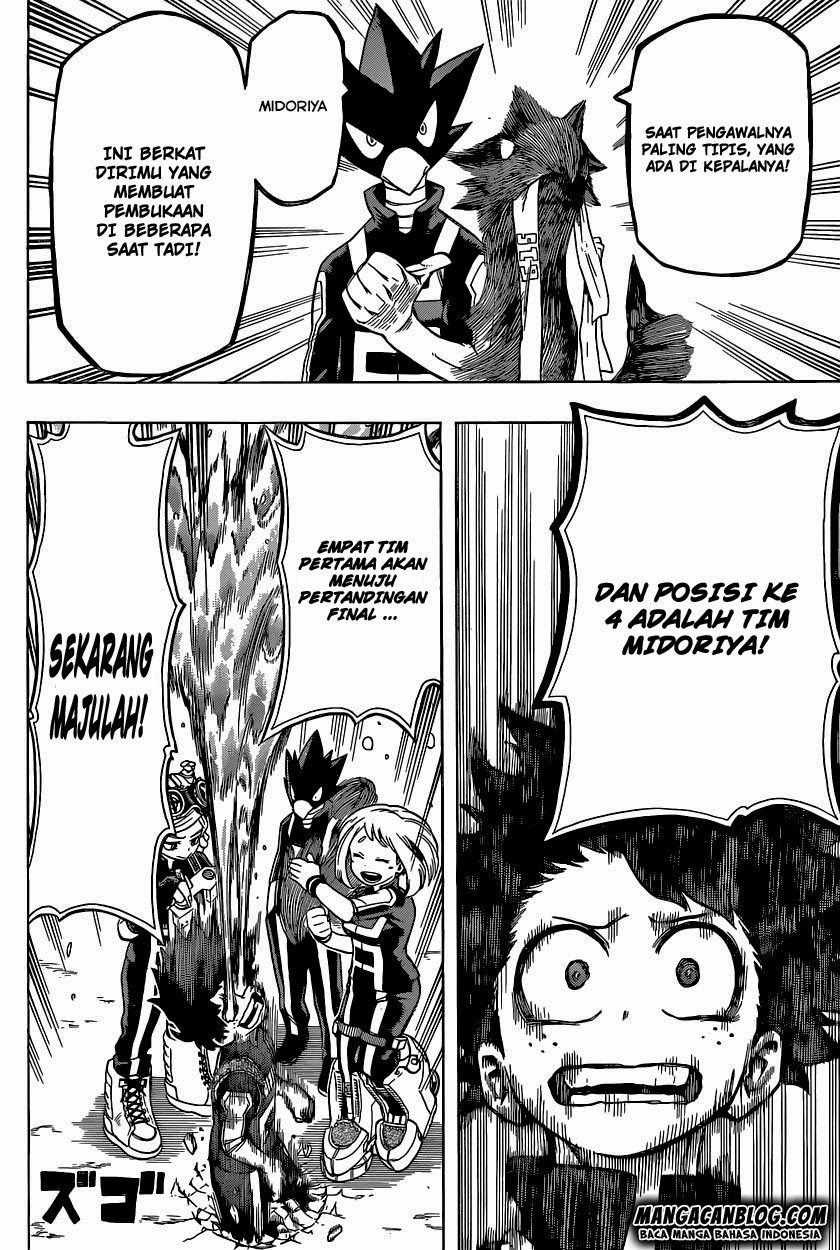 SAAT PENGAWALNYA
PALING TIPIS, YANG
ADA DI KEPALANYA!
MIDORIYA
INI BERKAT
DIRIMU YANG
MEMBUAT
PEMBUKAAN
DI BEBERAPA
SAAT TADI!
DAN POSISI KE
4 ADALAH TIM
MIDORIYA!
EMPAT TIM
PERTAMA AKAN
MENUJU
PERTANDINGAN
FINAL ...
SEKARANG
MAJULAH!
ズゴ
MANGACANBLOG.COM
BACA MANGA BAHASA INDONESIA